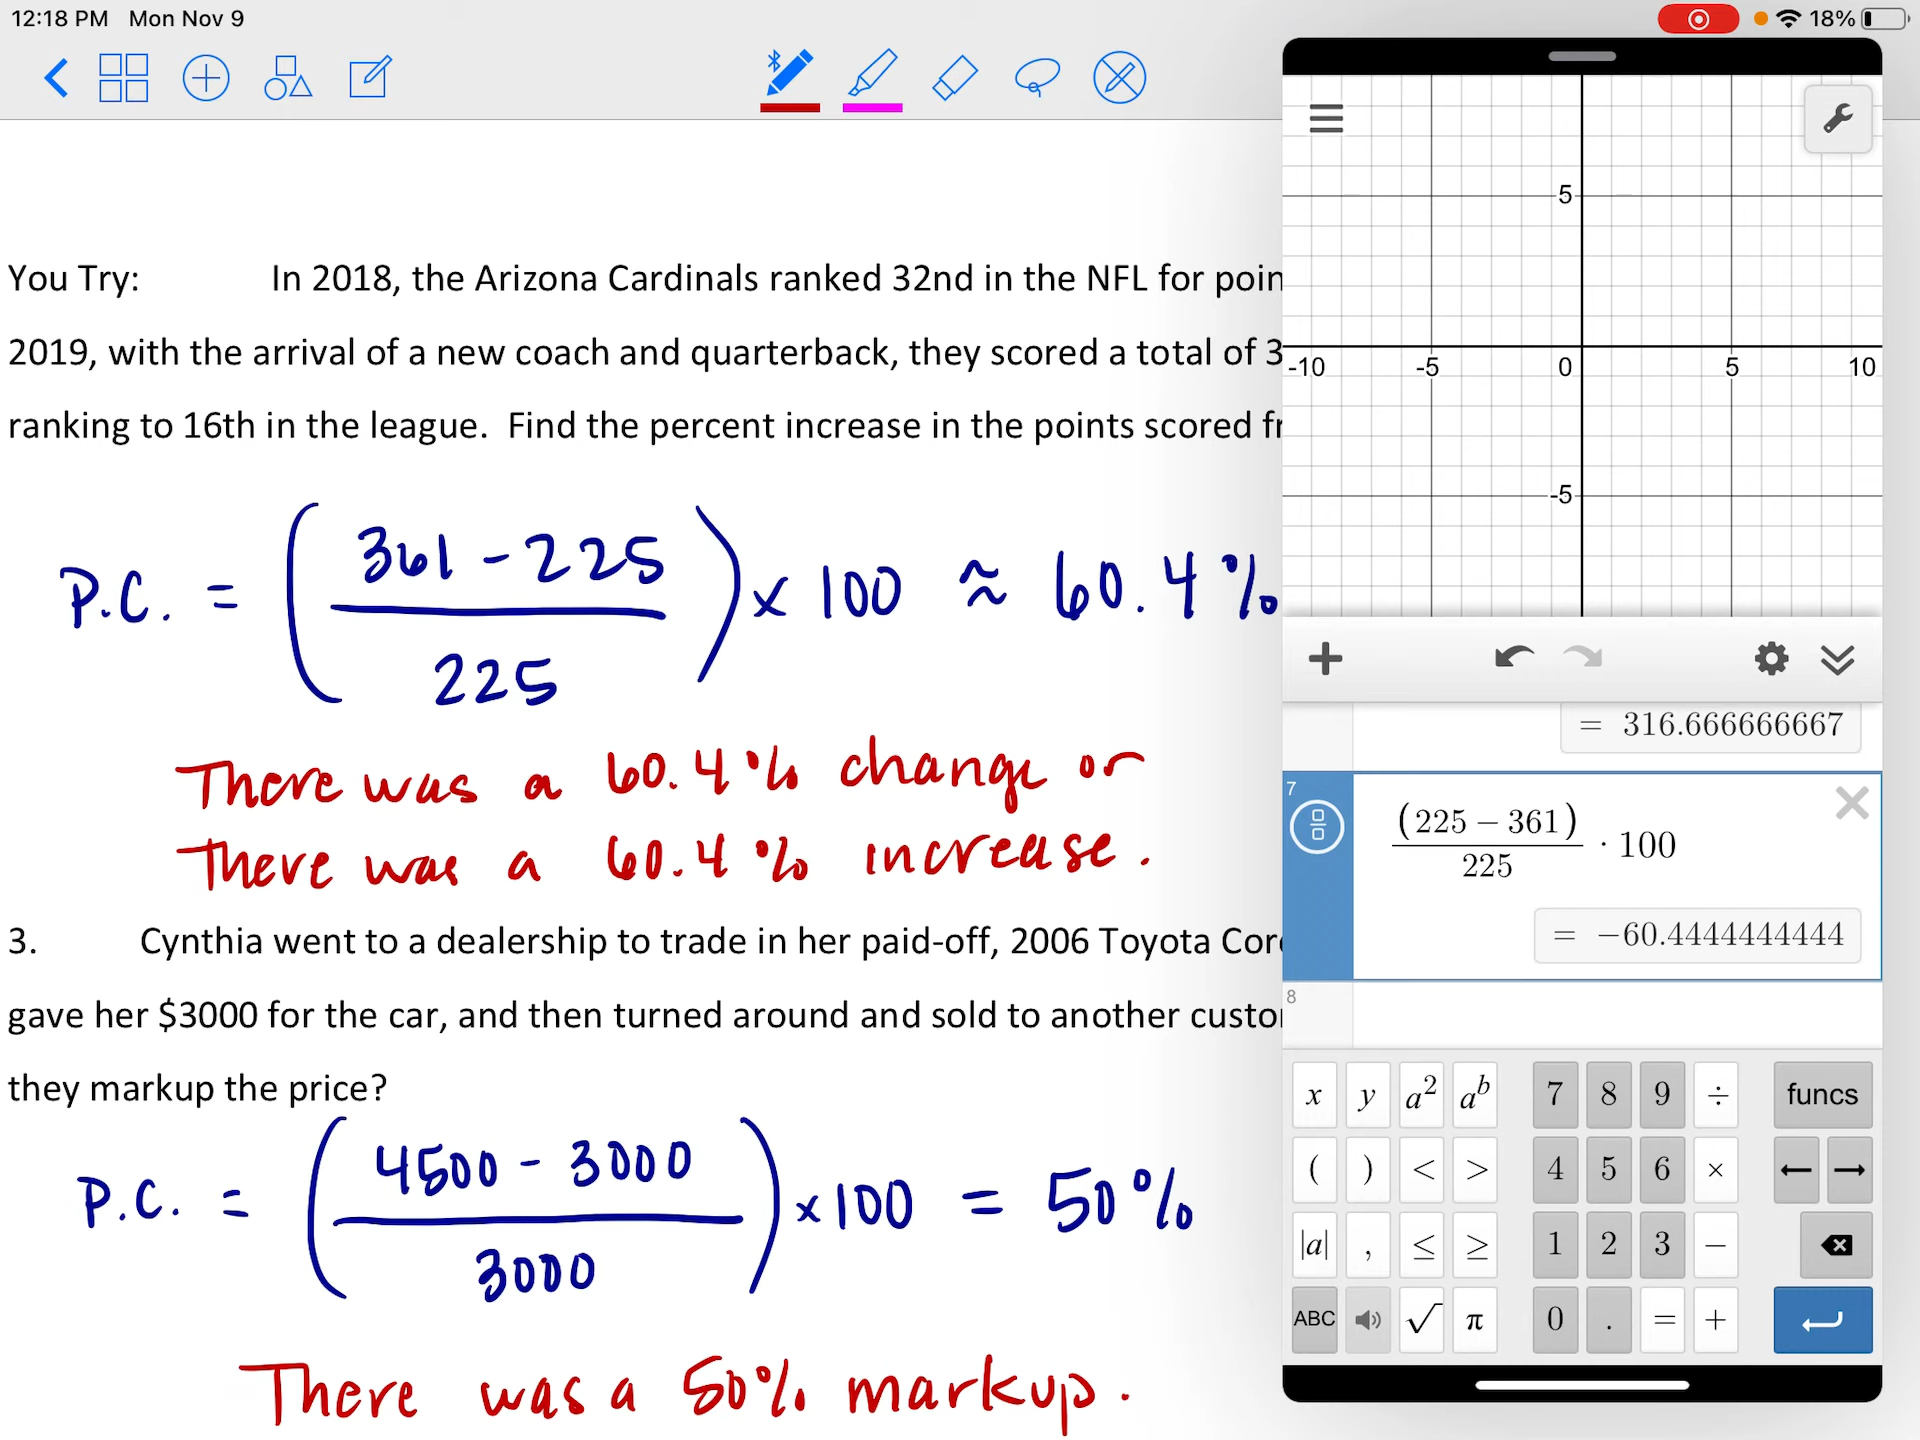 12:18 PM Mon Nov 9
18%
You Try: In 2018, the Arizona Cardinals ranked 32nd in the NFL for poin
2019, with the arrival of a new coach and quarterback, they scored a total of 3
ranking to 16th in the league. Find the percent increase in the points scored fr
P.C. = ( 361 - 225 / 225 ) x 100 ≈ 60.4%
There was a 60.4% change or
There was a 60.4% increase.
3. Cynthia went to a dealership to trade in her paid-off, 2006 Toyota Cor
gave her $3000 for the car, and then turned around and sold to another custo
they markup the price?
P.C. = ( 4500 - 3000 / 3000 ) x 100 = 50%
There was a 50% markup.
5
-10 -5 0 5 10
-5
= 316.666666667
7
(225 − 361) / 225 · 100
= −60.4444444444
8
x y a² aᵇ 7 8 9 ÷ funcs
( ) < > 4 5 6 × ← →
|a| , ≤ ≥ 1 2 3 −
ABC √ π 0 . = +